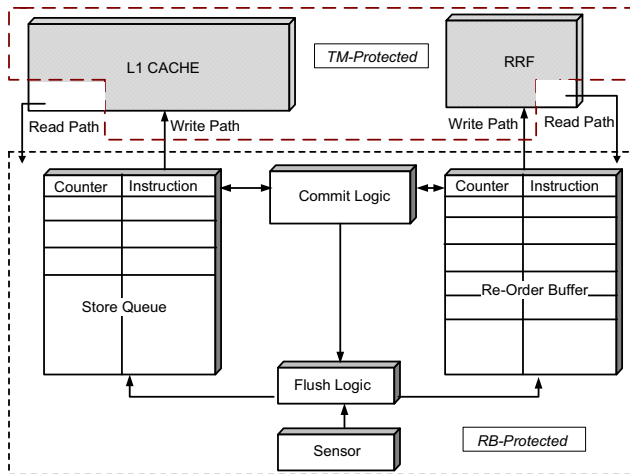 L1 CACHE
TM-Protected
RRF
Read Path
Write Path
Write Path
Read Path
Counter
Instruction
Commit Logic
Counter
Instruction
Store Queue
Re-Order Buffer
Flush Logic
Sensor
RB-Protected